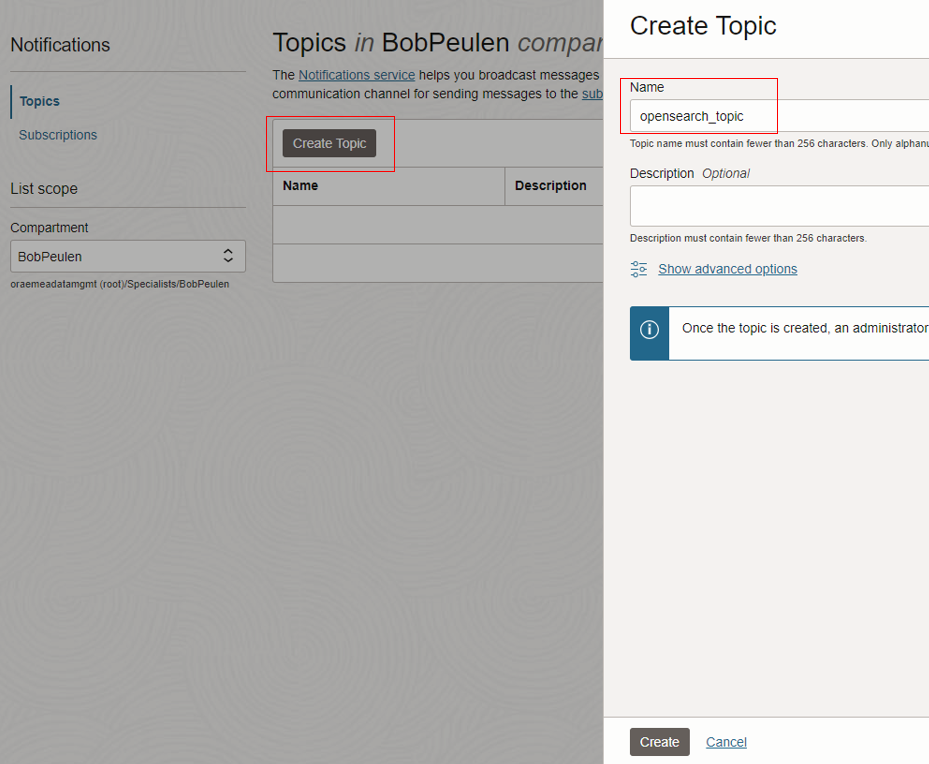 Notifications
Topics
Subscriptions
List scope
Compartment
BobPeulen
oraemeadatamgmt (root)/Specialists/BobPeulen
Topics in BobPeulen compar
The Notifications service helps you broadcast messages
communication channel for sending messages to the sub
Create Topic
Name Description
Create Topic
Name
opensearch_topic
Topic name must contain fewer than 256 characters. Only alphanu
Description Optional
Description must contain fewer than 256 characters.
Show advanced options
Once the topic is created, an administrator
Create Cancel